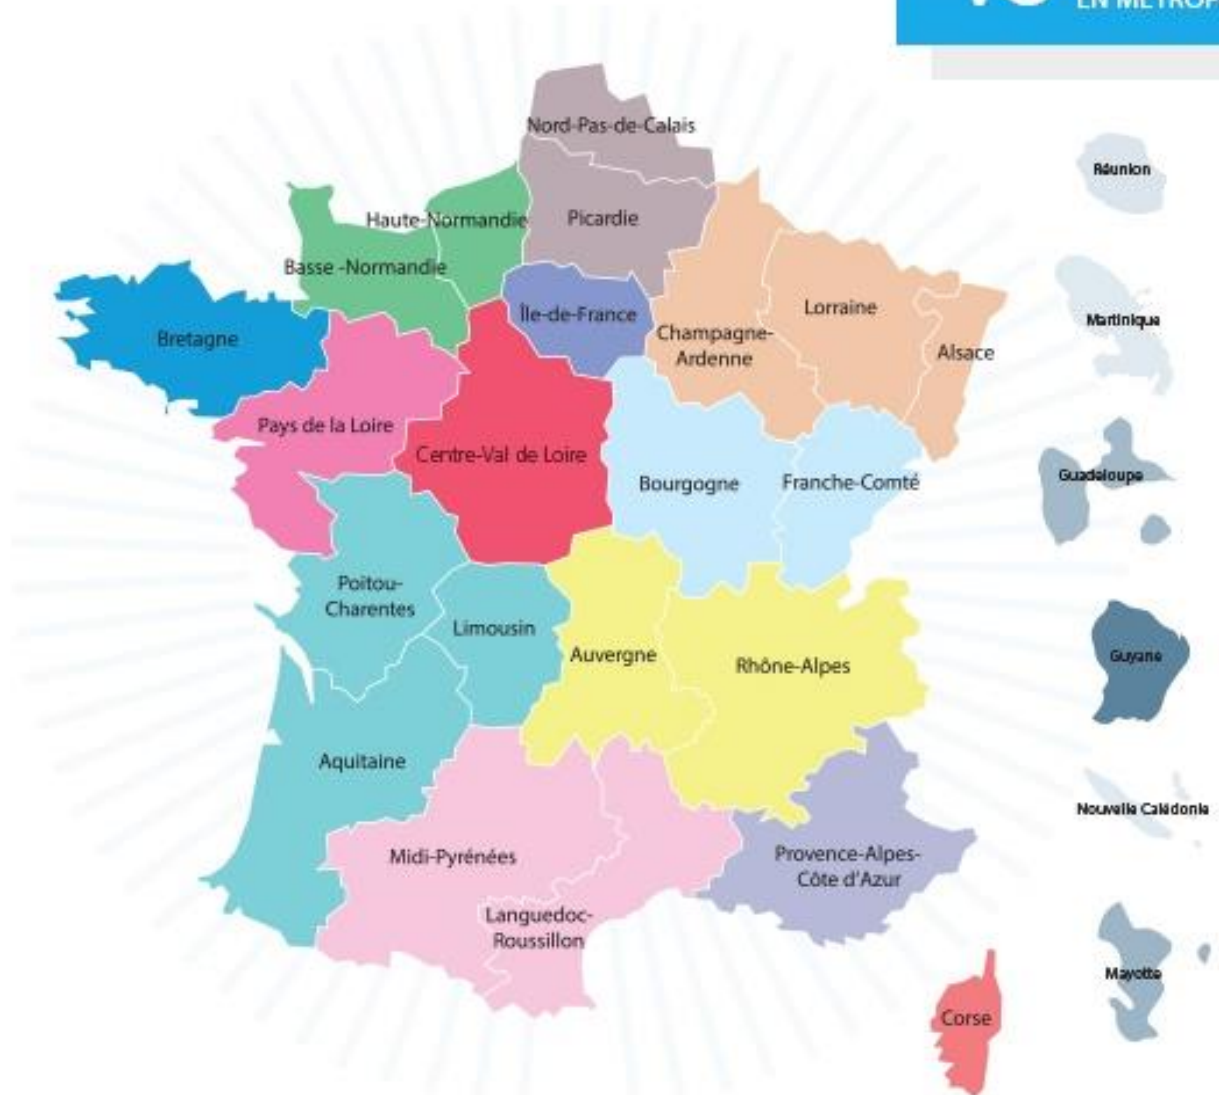 EN MÉTROP
Nord-Pas-de-Calais
Réunion
Haute-Normandie
Picardie
Basse -Normandie
Île-de-France
Lorraine
Martinique
Bretagne
Champagne-
Ardenne
Alsace
Pays de la Loire
Centre-Val de Loire
Bourgogne
Franche-Comté
Guadeloupe
Poitou-
Charentes
Limousin
Auvergne
Rhône-Alpes
Guyane
Aquitaine
Nouvelle Calédonie
Midi-Pyrénées
Provence-Alpes-
Côte d'Azur
Languedoc-
Roussillon
Mayotte
Corse